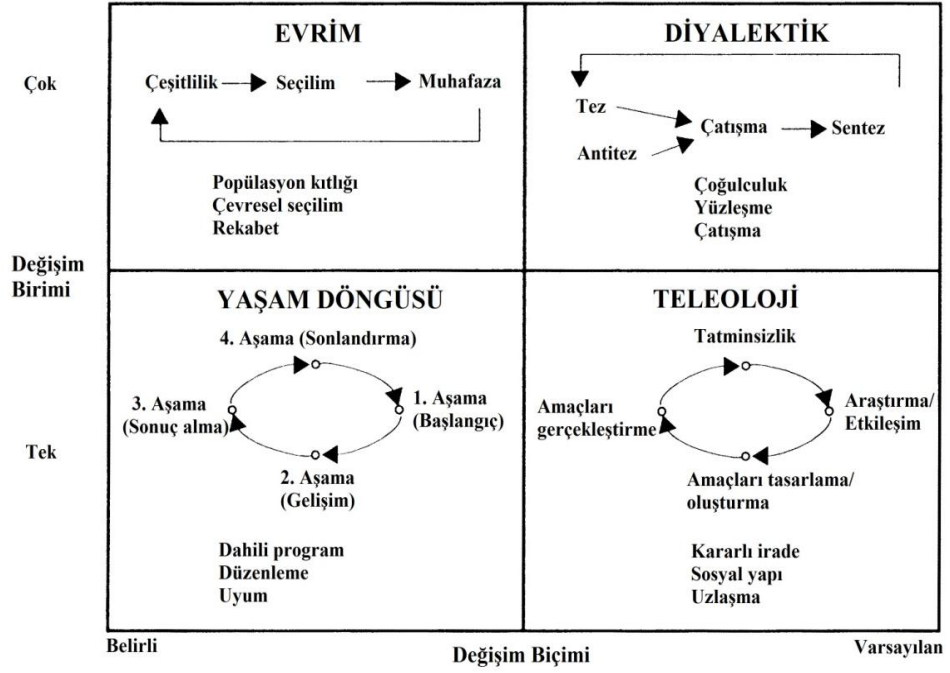 EVRİM
Çok
Çeşitlilik Seçilim Muhafaza
Popülasyon kıtlığı
Çevresel seçilim
Rekabet
DİYALEKTİK
Tez
Antitez
Çatışma Sentez
Çoğulculuk
Yüzleşme
Çatışma
Değişim
Birimi
YAŞAM DÖNGÜSÜ
4. Aşama (Sonlandırma)
3. Aşama
(Sonuç alma)
1. Aşama
(Başlangıç)
2. Aşama
(Gelişim)
Dahili program
Düzenleme
Uyum
Tek
TELEOLOJİ
Tatminsizlik
Amaçları
gerçekleştirme
Araştırma/
Etkileşim
Amaçları tasarlama/
oluşturma
Kararlı irade
Sosyal yapı
Uzlaşma
Belirli
Değişim Biçimi
Varsayılan